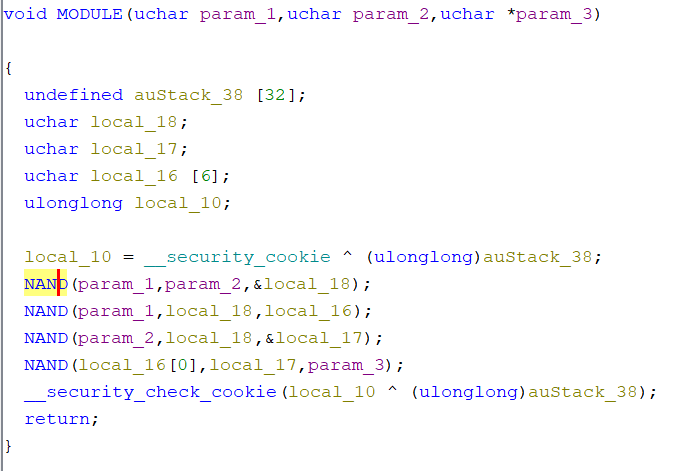 void MODULE(uchar param_1,uchar param_2,uchar *param_3)
{
undefined auStack_38 [32];
uchar local_18;
uchar local_17;
uchar local_16 [6];
ulonglong local_10;
local_10 = __security_cookie ^ (ulonglong)auStack_38;
NAND(param_1,param_2,&local_18);
NAND(param_1,local_18,local_16);
NAND(param_2,local_18,&local_17);
NAND(local_16[0],local_17,param_3);
__security_check_cookie(local_10 ^ (ulonglong)auStack_38);
return;
}